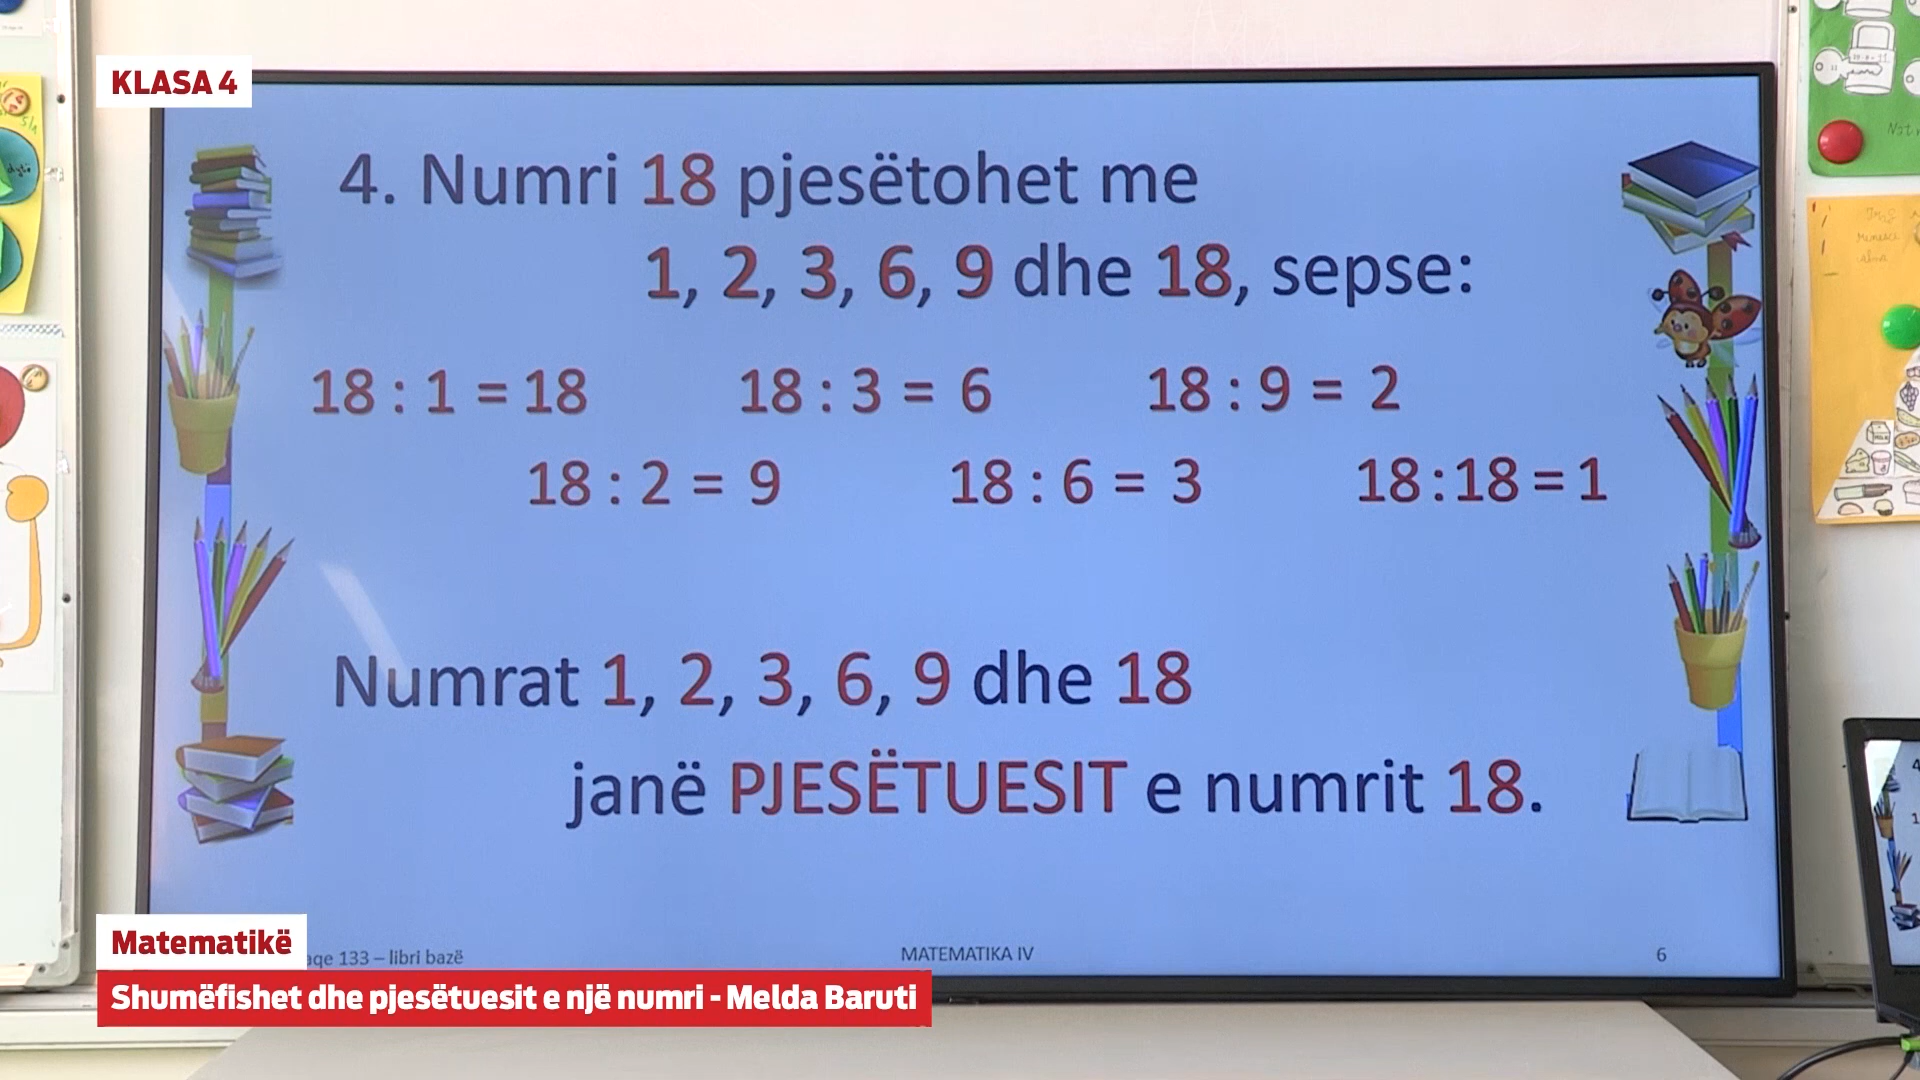 KLASA 4
4. Numri 18 pjesëtohet me
1, 2, 3, 6, 9 dhe 18, sepse:
18 : 1 = 18 18 : 3 = 6 18 : 9 = 2
18 : 2 = 9 18 : 6 = 3 18:18=1
Numrat 1, 2, 3, 6, 9 dhe 18
janë PJESËTUESIT e numrit 18.
133 – libri bazë MATEMATIKA IV 6
Matematikë
Shumëfishet dhe pjesëtuesit e një numri - Melda Baruti